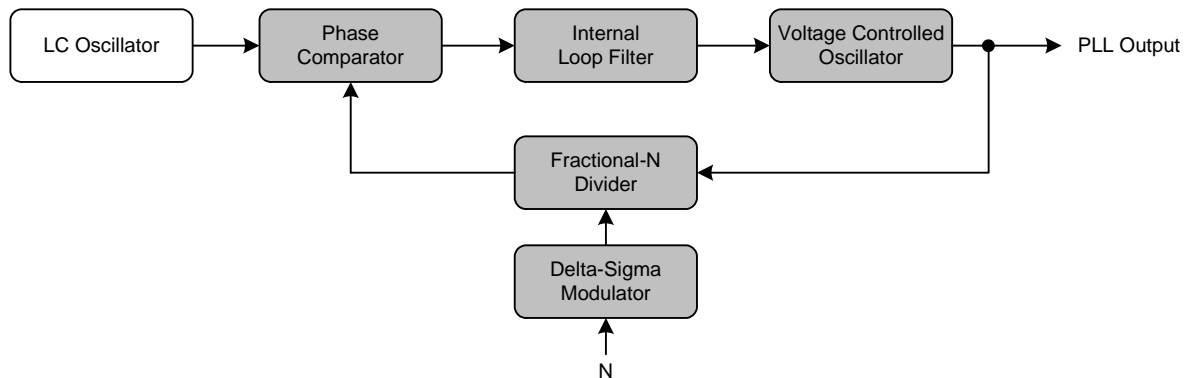 LC Oscillator
Phase
Comparator
Internal
Loop Filter
Voltage Controlled
Oscillator
PLL Output
Fractional-N
Divider
Delta-Sigma
Modulator
N